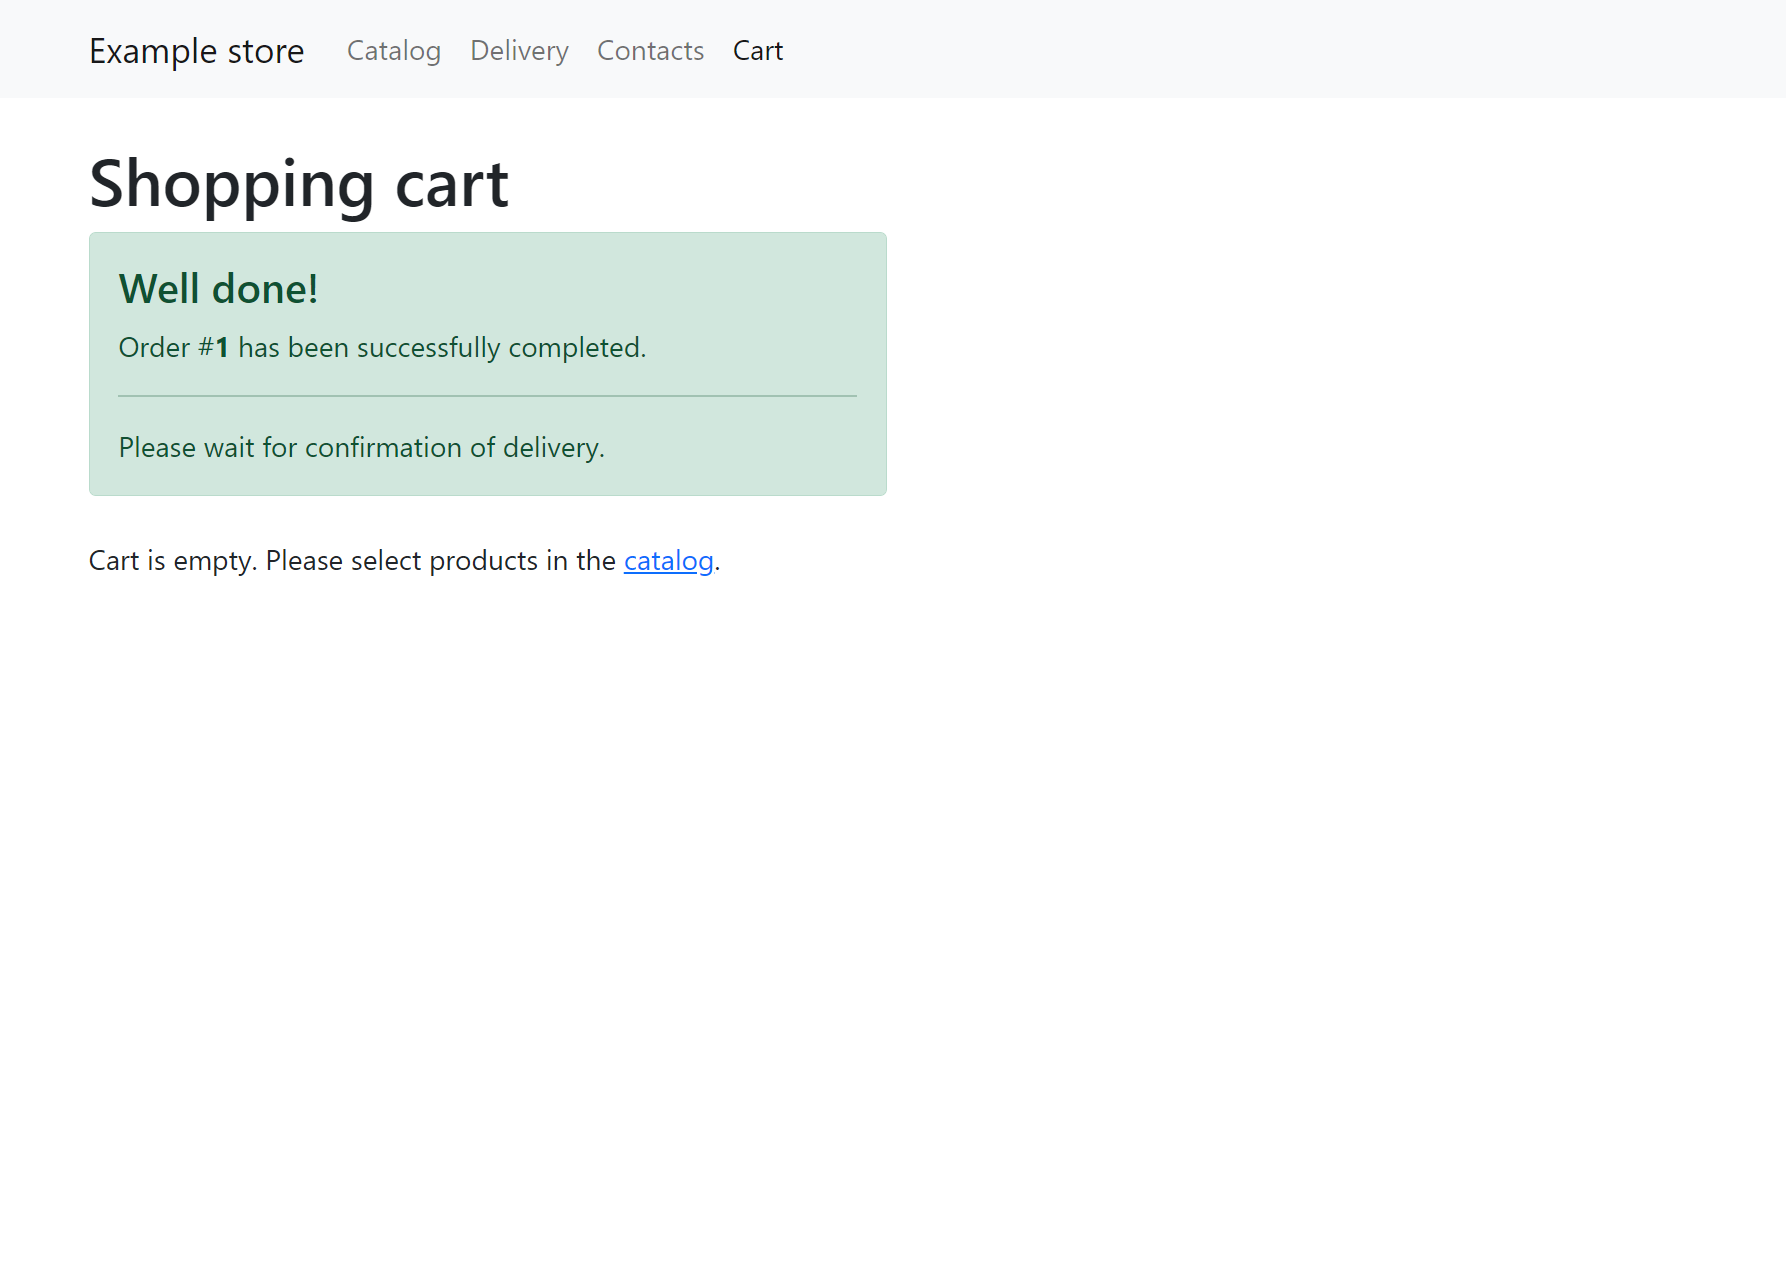 Example store Catalog Delivery Contacts Cart
Shopping cart
Well done!
Order #1 has been successfully completed.
Please wait for confirmation of delivery.
Cart is empty. Please select products in the catalog.